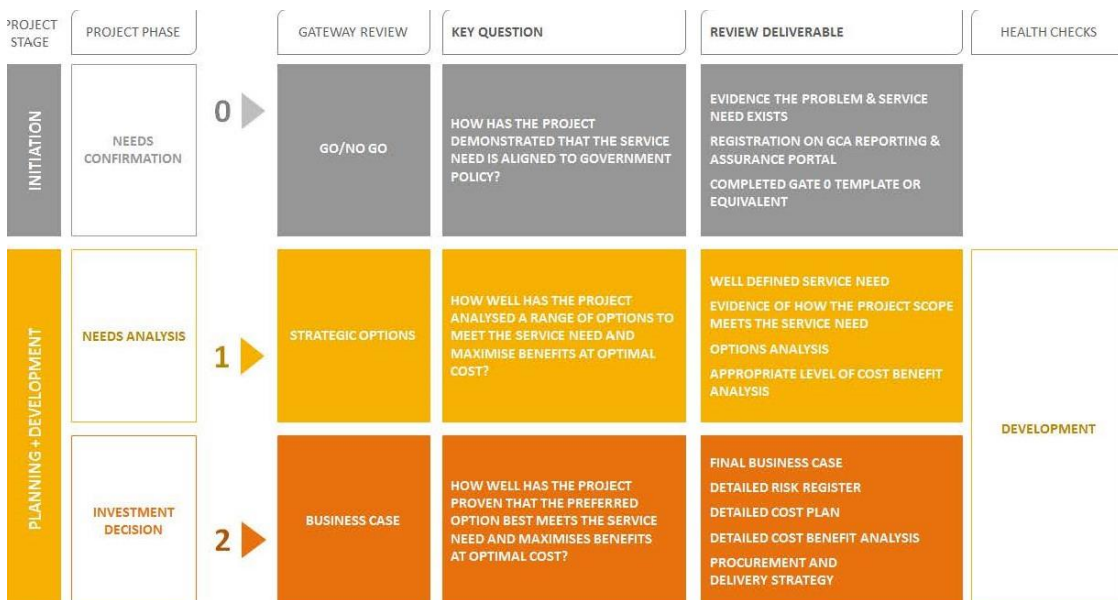 PROJECT
STAGE
PROJECT PHASE
GATEWAY REVIEW
KEY QUESTION
REVIEW DELIVERABLE
HEALTH CHECKS
INITIATION
NEEDS
CONFIRMATION
0
GO/NO GO
HOW HAS THE PROJECT
DEMONSTRATED THAT THE SERVICE
NEED IS ALIGNED TO GOVERNMENT
POLICY?
EVIDENCE THE PROBLEM & SERVICE
NEED EXISTS
REGISTRATION ON GCA REPORTING &
ASSURANCE PORTAL
COMPLETED GATE 0 TEMPLATE OR
EQUIVALENT
PLANNING + DEVELOPMENT
NEEDS ANALYSIS
1
STRATEGIC OPTIONS
HOW WELL HAS THE PROJECT
ANALYSED A RANGE OF OPTIONS TO
MEET THE SERVICE NEED AND
MAXIMISE BENEFITS AT OPTIMAL
COST?
WELL DEFINED SERVICE NEED
EVIDENCE OF HOW THE PROJECT SCOPE
MEETS THE SERVICE NEED
OPTIONS ANALYSIS
APPROPRIATE LEVEL OF COST BENEFIT
ANALYSIS
DEVELOPMENT
INVESTMENT
DECISION
2
BUSINESS CASE
HOW WELL HAS THE PROJECT
PROVEN THAT THE PREFERRED
OPTION BEST MEETS THE SERVICE
NEED AND MAXIMISES BENEFITS
AT OPTIMAL COST?
FINAL BUSINESS CASE
DETAILED RISK REGISTER
DETAILED COST PLAN
DETAILED COST BENEFIT ANALYSIS
PROCUREMENT AND
DELIVERY STRATEGY